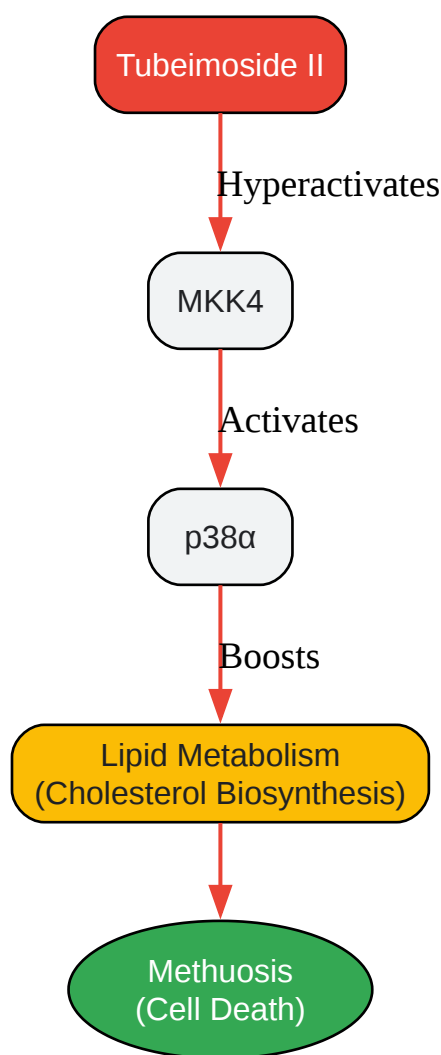 Tubeimoside II
Hyperactivates
MKK4
Activates
p38α
Boosts
Lipid Metabolism
(Cholesterol Biosynthesis)
Methuosis
(Cell Death)